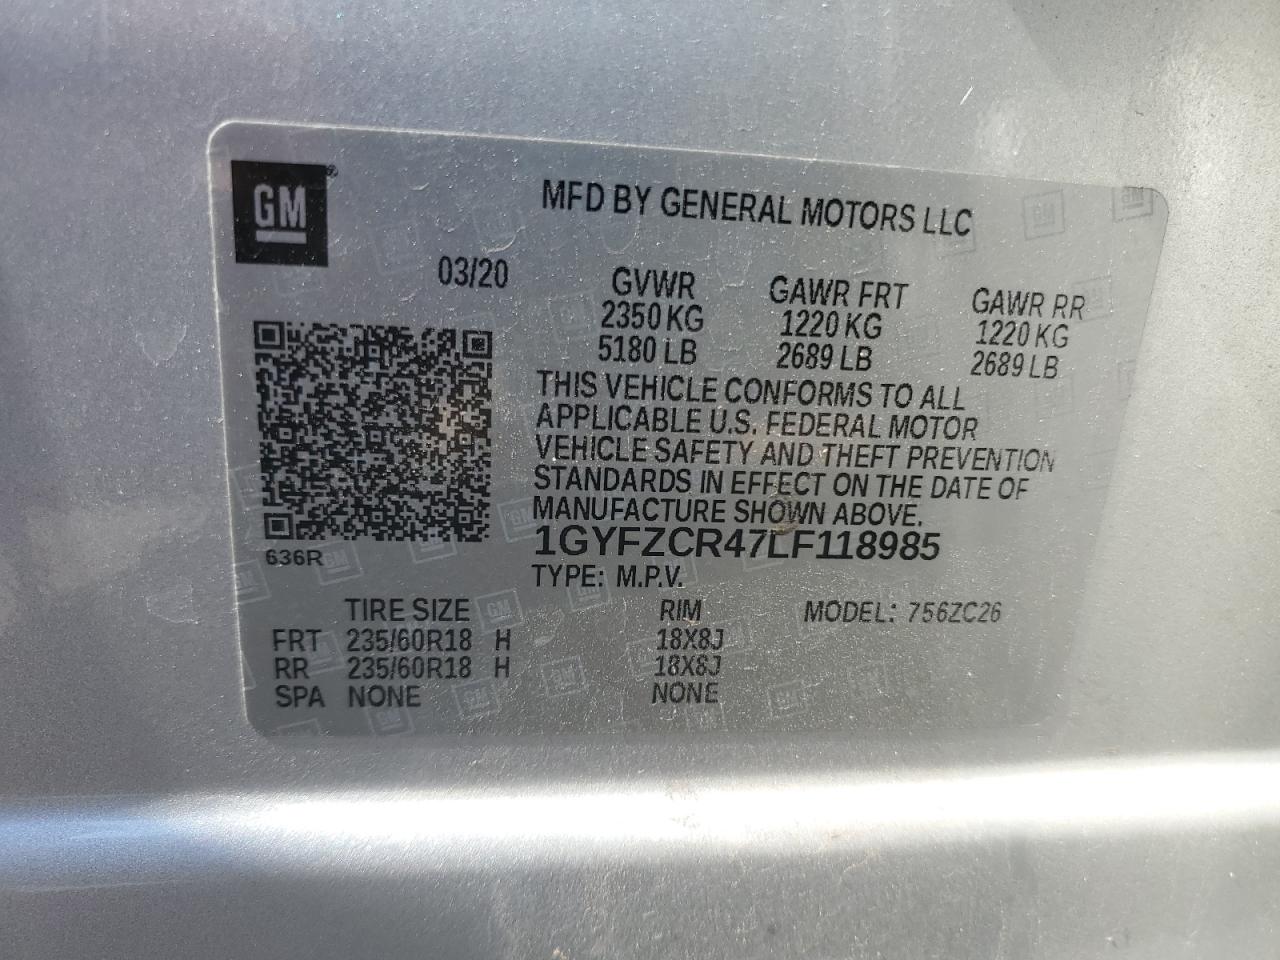 GM
MFD BY GENERAL MOTORS LLC
03/20 GVWR GAWR FRT GAWR RR
2350 KG 1220 KG 1220 KG
5180 LB 2689 LB 2689 LB
THIS VEHICLE CONFORMS TO ALL
APPLICABLE U.S. FEDERAL MOTOR
VEHICLE SAFETY AND THEFT PREVENTION
STANDARDS IN EFFECT ON THE DATE OF
MANUFACTURE SHOWN ABOVE.
636R
1GYFZCR47LF118985
TYPE: M.P.V.
TIRE SIZE RIM MODEL: 756ZC26
FRT 235/60R18 H 18X8J
RR 235/60R18 H 18X8J
SPA NONE NONE